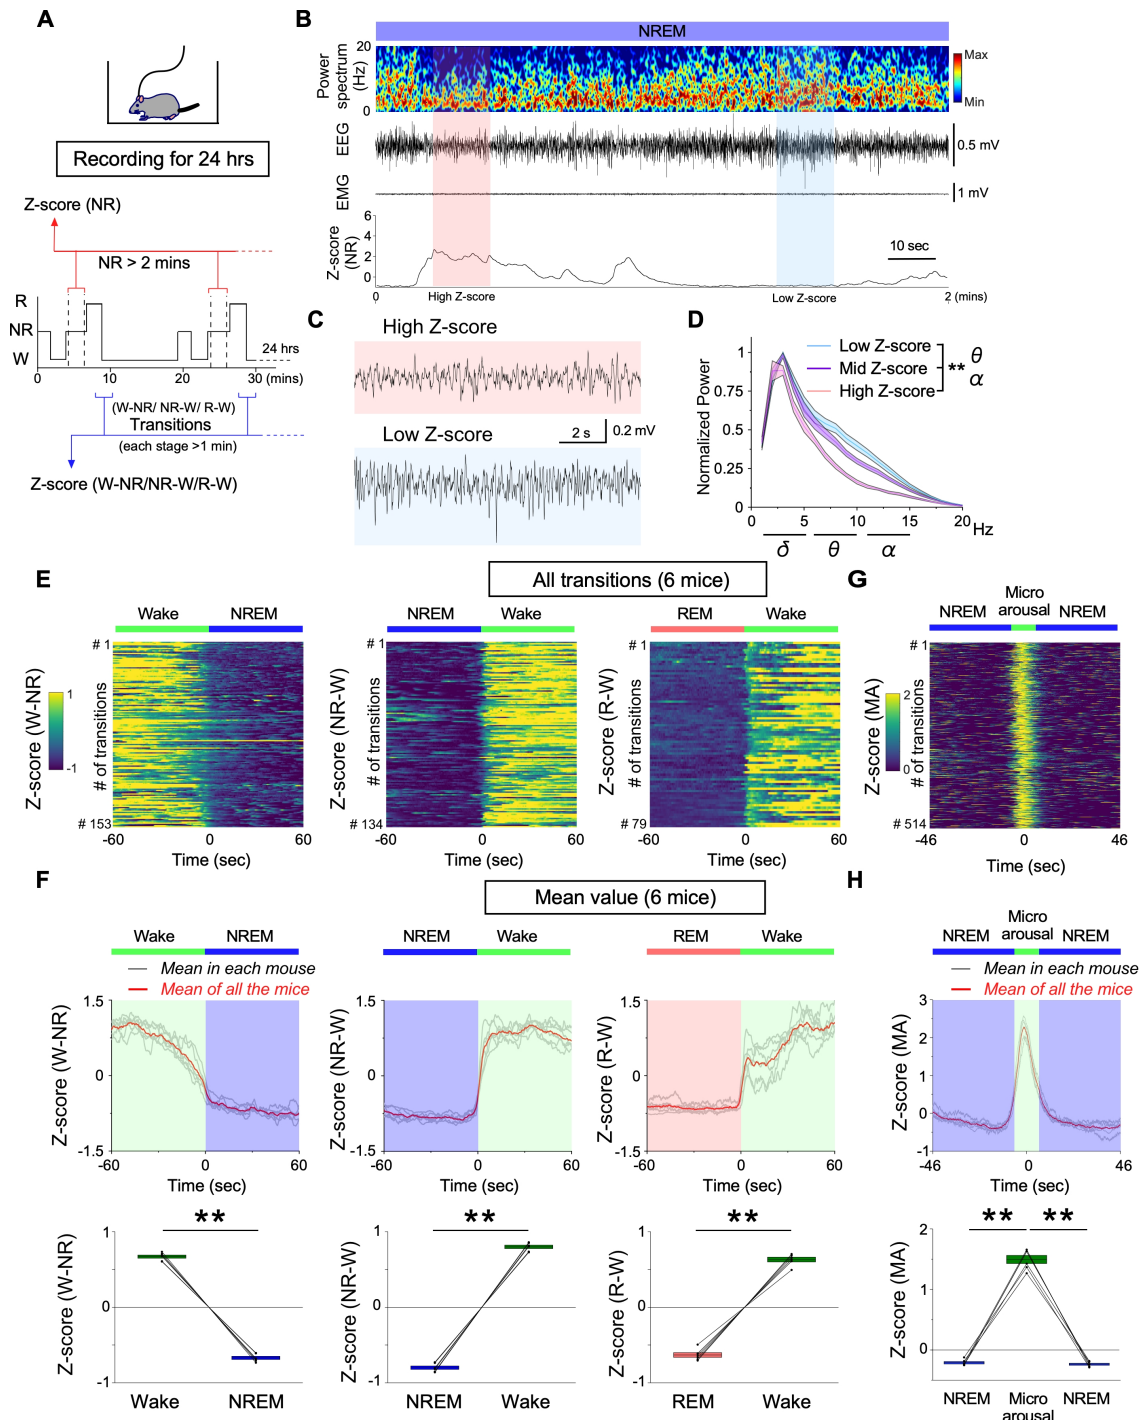 A
Recording for 24 hrs
Z-score (NR)
NR > 2 mins
R
NR
W
24 hrs
0 10 20 30 (mins)
(W-NR/ NR-W/ R-W)
Transitions
(each stage >1 min)
Z-score (W-NR/NR-W/R-W)
B
NREM
Power spectrum (Hz)
20
0
Max
Min
EEG
0.5 mV
EMG
1 mV
Z-score (NR)
6
4
2
0
10 sec
0 High Z-score Low Z-score 2 (mins)
C
High Z-score
Low Z-score
2 s
0.2 mV
D
Normalized Power
1
0.75
0.5
0.25
0
Low Z-score
Mid Z-score
High Z-score
** θ
α
0 5 10 15 20 Hz
δ θ α
E
All transitions (6 mice)
Wake NREM
Z-score (W-NR)
1
-1
# of transitions
# 1
# 153
-60 0 60
Time (sec)
NREM Wake
Z-score (NR-W)
# of transitions
# 1
# 134
-60 0 60
Time (sec)
REM Wake
Z-score (R-W)
# of transitions
# 1
# 79
-60 0 60
Time (sec)
G
Micro
arousal
NREM NREM
Z-score (MA)
2
0
# of transitions
# 1
# 514
-46 0 46
Time (sec)
F
Mean value (6 mice)
Wake NREM
Mean in each mouse
Mean of all the mice
Z-score (W-NR)
1.5
0
-1.5
-60 0 60
Time (sec)
NREM Wake
Z-score (NR-W)
1.5
0
-1.5
-60 0 60
Time (sec)
REM Wake
Z-score (R-W)
1.5
0
-1.5
-60 0 60
Time (sec)
H
Micro
arousal
NREM NREM
Mean in each mouse
Mean of all the mice
Z-score (MA)
3
2
1
0
-1
-46 0 46
Time (sec)
**
Z-score (W-NR)
1
0
-1
Wake NREM
**
Z-score (NR-W)
1
0
-1
NREM Wake
**
Z-score (R-W)
1
0
-1
REM Wake
** **
Z-score (MA)
2
1
0
NREM Micro NREM
arousal